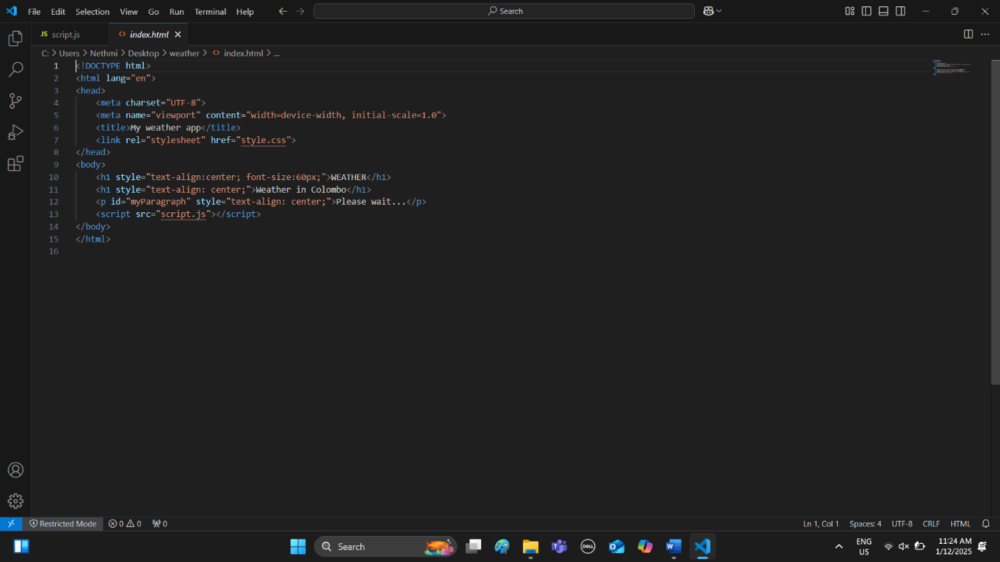 File Edit Selection View Go Run Terminal Help Search
JS script.js <> index.html
C: > Users > Nethmi > Desktop > weather > <> index.html > ...
1 <!DOCTYPE html>
2 <html lang="en">
3 <head>
4 <meta charset="UTF-8">
5 <meta name="viewport" content="width=device-width, initial-scale=1.0">
6 <title>My weather app</title>
7 <link rel="stylesheet" href="style.css">
8 </head>
9 <body>
10 <h1 style="text-align:center; font-size:60px;">WEATHER</h1>
11 <h1 style="text-align: center;">Weather in Colombo</h1>
12 <p id="myParagraph" style="text-align: center;">Please wait...</p>
13 <script src="script.js"></script>
14 </body>
15 </html>
16
Restricted Mode 0 0 0 Ln 1, Col 1 Spaces: 4 UTF-8 CRLF HTML
Search DELL ENG US 11:24 AM
1/12/2025